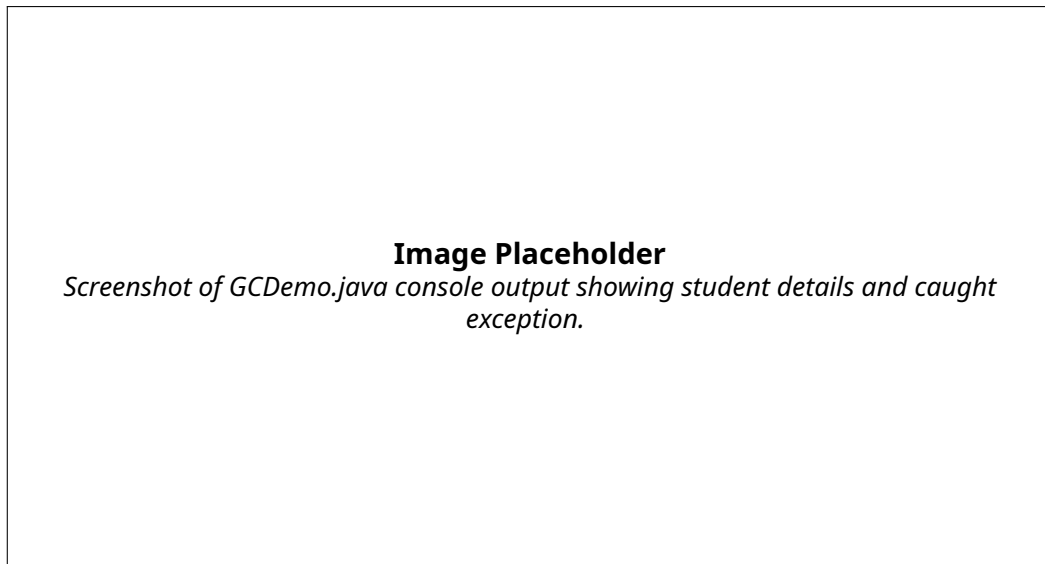 Image Placeholder
Screenshot of GCDemo.java console output showing student details and caught
exception.